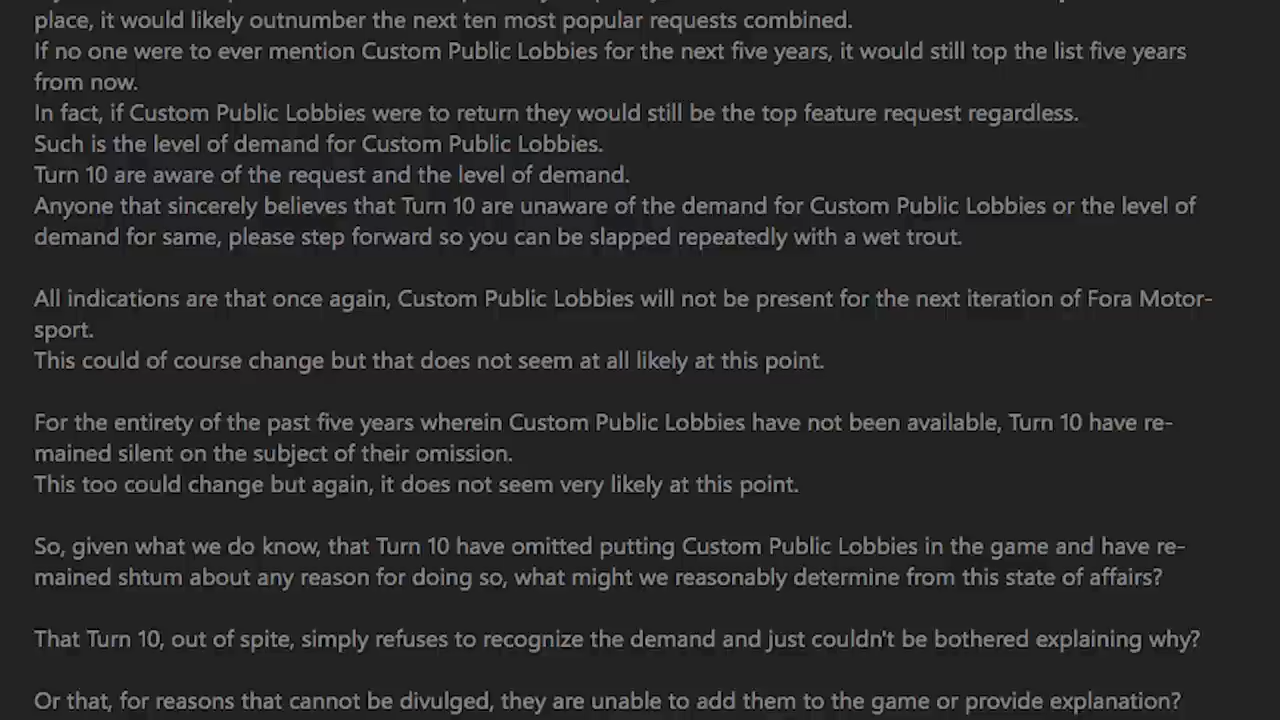 place, it would likely outnumber the next ten most popular requests combined.
If no one were to ever mention Custom Public Lobbies for the next five years, it would still top the list five years
from now.
In fact, if Custom Public Lobbies were to return they would still be the top feature request regardless.
Such is the level of demand for Custom Public Lobbies.
Turn 10 are aware of the request and the level of demand.
Anyone that sincerely believes that Turn 10 are unaware of the demand for Custom Public Lobbies or the level of
demand for same, please step forward so you can be slapped repeatedly with a wet trout.
All indications are that once again, Custom Public Lobbies will not be present for the next iteration of Fora Motor-
sport.
This could of course change but that does not seem at all likely at this point.
For the entirety of the past five years wherein Custom Public Lobbies have not been available, Turn 10 have re-
mained silent on the subject of their omission.
This too could change but again, it does not seem very likely at this point.
So, given what we do know, that Turn 10 have omitted putting Custom Public Lobbies in the game and have re-
mained shtum about any reason for doing so, what might we reasonably determine from this state of affairs?
That Turn 10, out of spite, simply refuses to recognize the demand and just couldn't be bothered explaining why?
Or that, for reasons that cannot be divulged, they are unable to add them to the game or provide explanation?